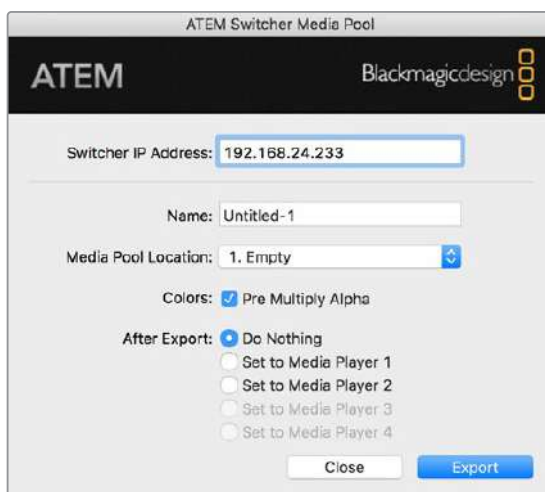 ATEM Switcher Media Pool
ATEM
Blackmagicdesign
Switcher IP Address: 192.168.24.233
Name: Untitled-1
Media Pool Location: 1. Empty
Colors: Pre Multiply Alpha
After Export: Do Nothing
Set to Media Player 1
Set to Media Player 2
Set to Media Player 3
Set to Media Player 4
Close Export